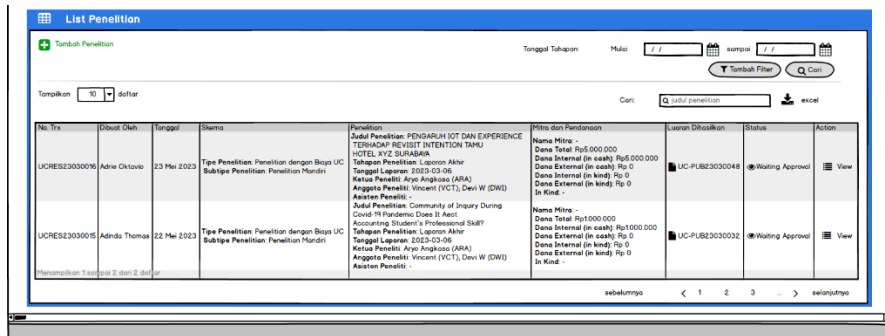 List Penelitian
Tambah Penelitian
Tanggal Tahapan: Mulai / / sampai / /
Tambah Filter Cari
Tampilkan 10 daftar
Cari: judul penelitian excel
No. Trx Dibuat Oleh Tanggal Skema Penelitian Mitra dan Pendanaan Luaran Dihasilkan Status Action
Judul Penelitian: PENGARUH IOT DAN EXPERIENCE
TERHADAP REVISIT INTENTION TAMU
HOTEL XYZ SURABAYA
Tahapan Penelitian: Laporan Akhir
Tanggal Laporan: 2023-03-06
Ketua Peneliti: Aryo Angkasa (ARA)
Anggota Peneliti: Vincent (VCT); Devi W (DWI)
Asisten Peneliti: -
Nama Mitra: -
Dana Total: Rp5.000.000
Dana Internal (in cash): Rp5.000.000
Dana External (in cash): Rp 0
Dana Internal (in kind): Rp 0
Dana External (in kind): Rp 0
In Kind: -
UCRES23030016 Adrie Oktavio 23 Mei 2023
Tipe Penelitian: Penelitian dengan Biaya UC
Subtipe Penelitian: Penelitian Mandiri
UC-PUB23030048 Waiting Approval View
Judul Penelitian: Community of Inquiry During
Covid-19 Pandemic Does It Aect
Accounting Student's Professional Skill?
Tahapan Penelitian: Laporan Akhir
Tanggal Laporan: 2023-03-06
Ketua Peneliti: Aryo Angkasa (ARA)
Anggota Peneliti: Vincent (VCT); Devi W (DWI)
Asisten Peneliti: -
Nama Mitra: -
Dana Total: Rp1.000.000
Dana Internal (in cash): Rp1.000.000
Dana External (in cash): Rp 0
Dana Internal (in kind): Rp 0
Dana External (in kind): Rp 0
In Kind: -
UCRES23030015 Adinda Thomas 22 Mei 2023
Tipe Penelitian: Penelitian dengan Biaya UC
Subtipe Penelitian: Penelitian Mandiri
UC-PUB23030032 Waiting Approval View
Menampilkan 1 sampai 2 dari 2 daftar
sebelumnya < 1 2 3 .. > selanjutnya